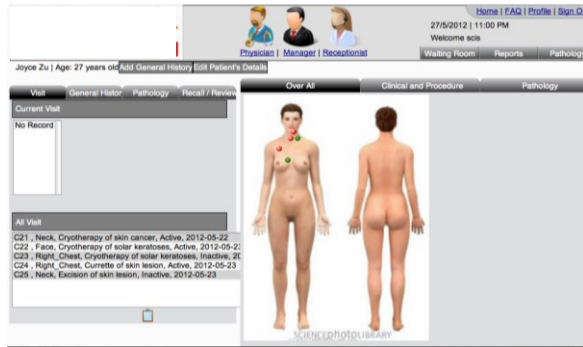 Home | FAQ | Profile | Sign O
27/5/2012 | 11:00 PM
Welcome scis
Physician | Manager | Receptionist
Waiting Room Reports Pathology
Joyce Zu | Age: 27 years old Add General History Edit Patient's Details
Visit General Histor Pathology Recall / Review
Over All Clinical and Procedure Pathology
Current Visit
No Record
All Visit
C21 , Neck, Cryotherapy of skin cancer, Active, 2012-05-22
C22 , Face, Cryotherapy of solar keratoses, Active, 2012-05-23
C23 , Right_Chest, Cryotherapy of solar keratoses, Inactive, 20
C24 , Right_Chest, Currette of skin lesion, Active, 2012-05-23
C25 , Neck, Excision of skin lesion, Inactive, 2012-05-23
SCIENCEphotoLIBRARY